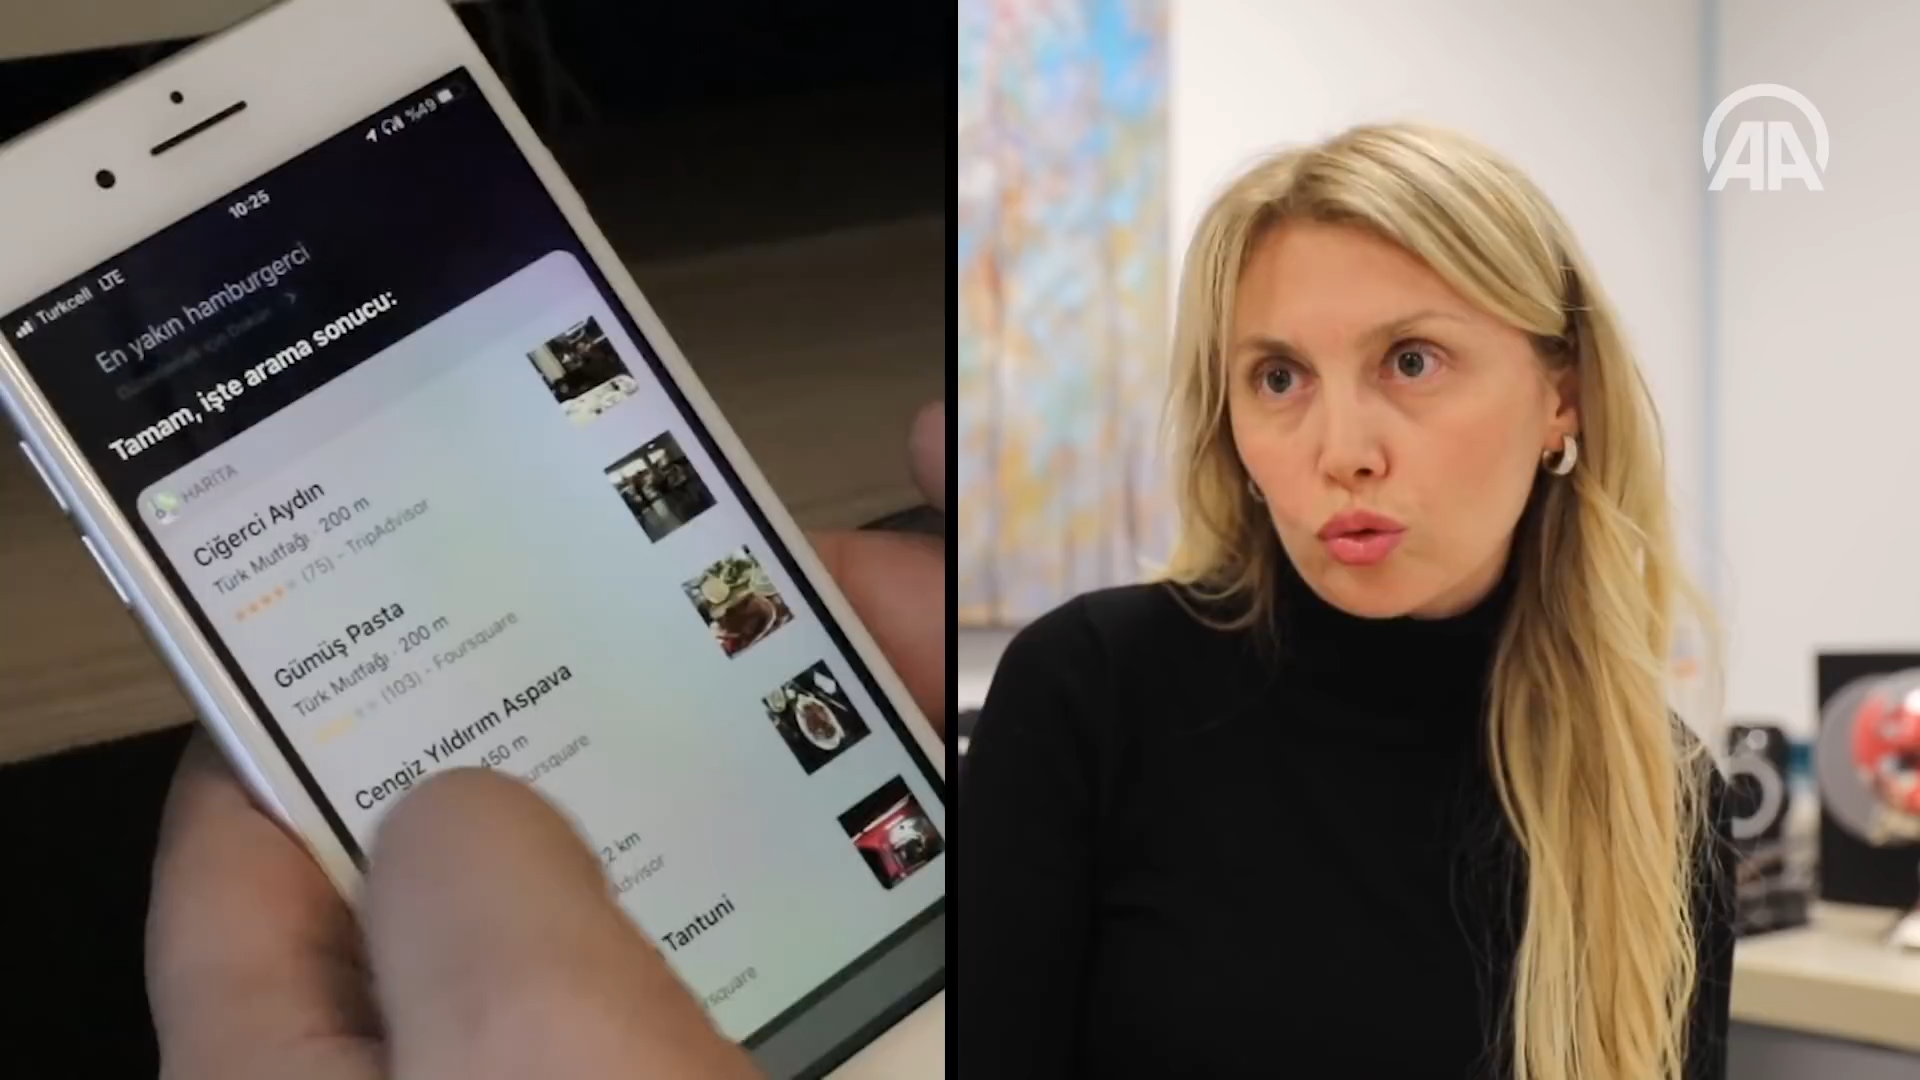 Turkcell LTE
10:25
%49
En yakın hamburgerci
Tamam, işte arama sonucu:
HARİTA
Ciğerci Aydın
Türk Mutfağı · 200 m
(75) - TripAdvisor
Gümüş Pasta
Türk Mutfağı · 200 m
(103) - Foursquare
Cengiz Yıldırım Aspava
450 m
Tantuni
AA